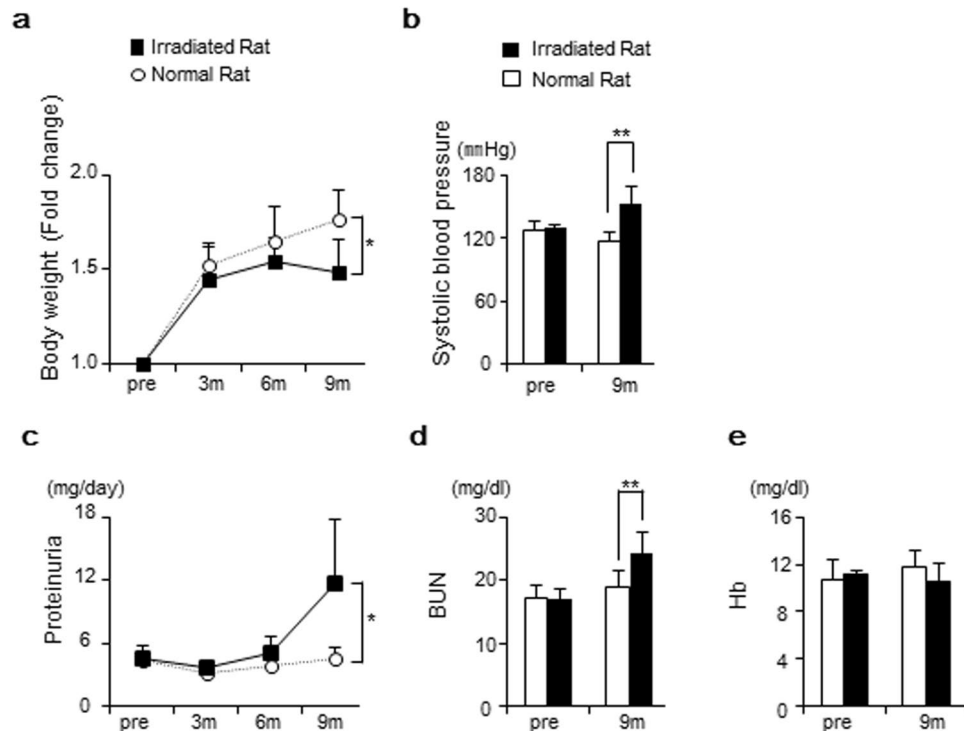 a
Irradiated Rat
Normal Rat
Body weight (Fold change)
2.0
1.5
1.0
*
pre 3m 6m 9m
b
Irradiated Rat
Normal Rat
Systolic blood pressure
(㎜Hg)
180
120
60
0
**
pre 9m
c
(mg/day)
Proteinuria
18
12
6
0
*
pre 3m 6m 9m
d
(mg/dl)
BUN
30
20
10
0
**
pre 9m
e
(mg/dl)
Hb
16
12
8
4
0
pre 9m